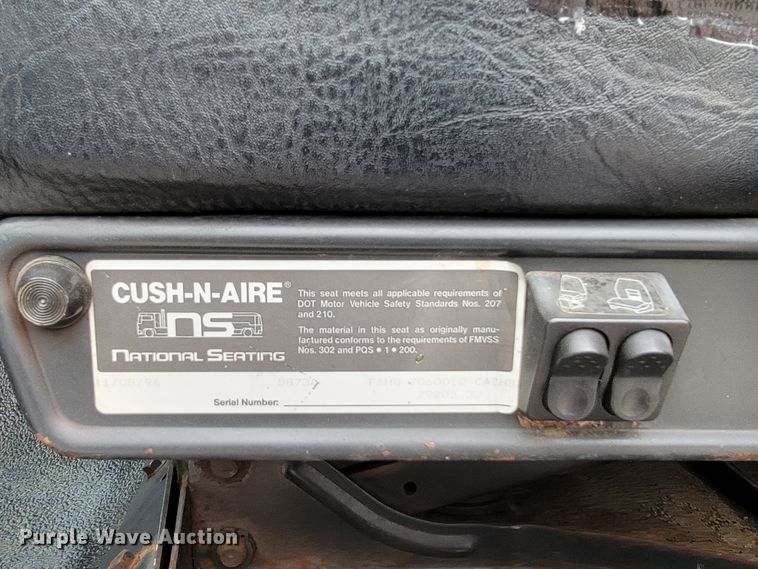 CUSH-N-AIRE®
NS
NATIONAL SEATING
This seat meets all applicable requirements of
DOT Motor Vehicle Safety Standards Nos. 207
and 210.
The material in this seat as originally manu-
factured conforms to the requirements of FMVSS
Nos. 302 and PQS • 1 • 200.
11/08/96
Serial Number:
Purple Wave Auction